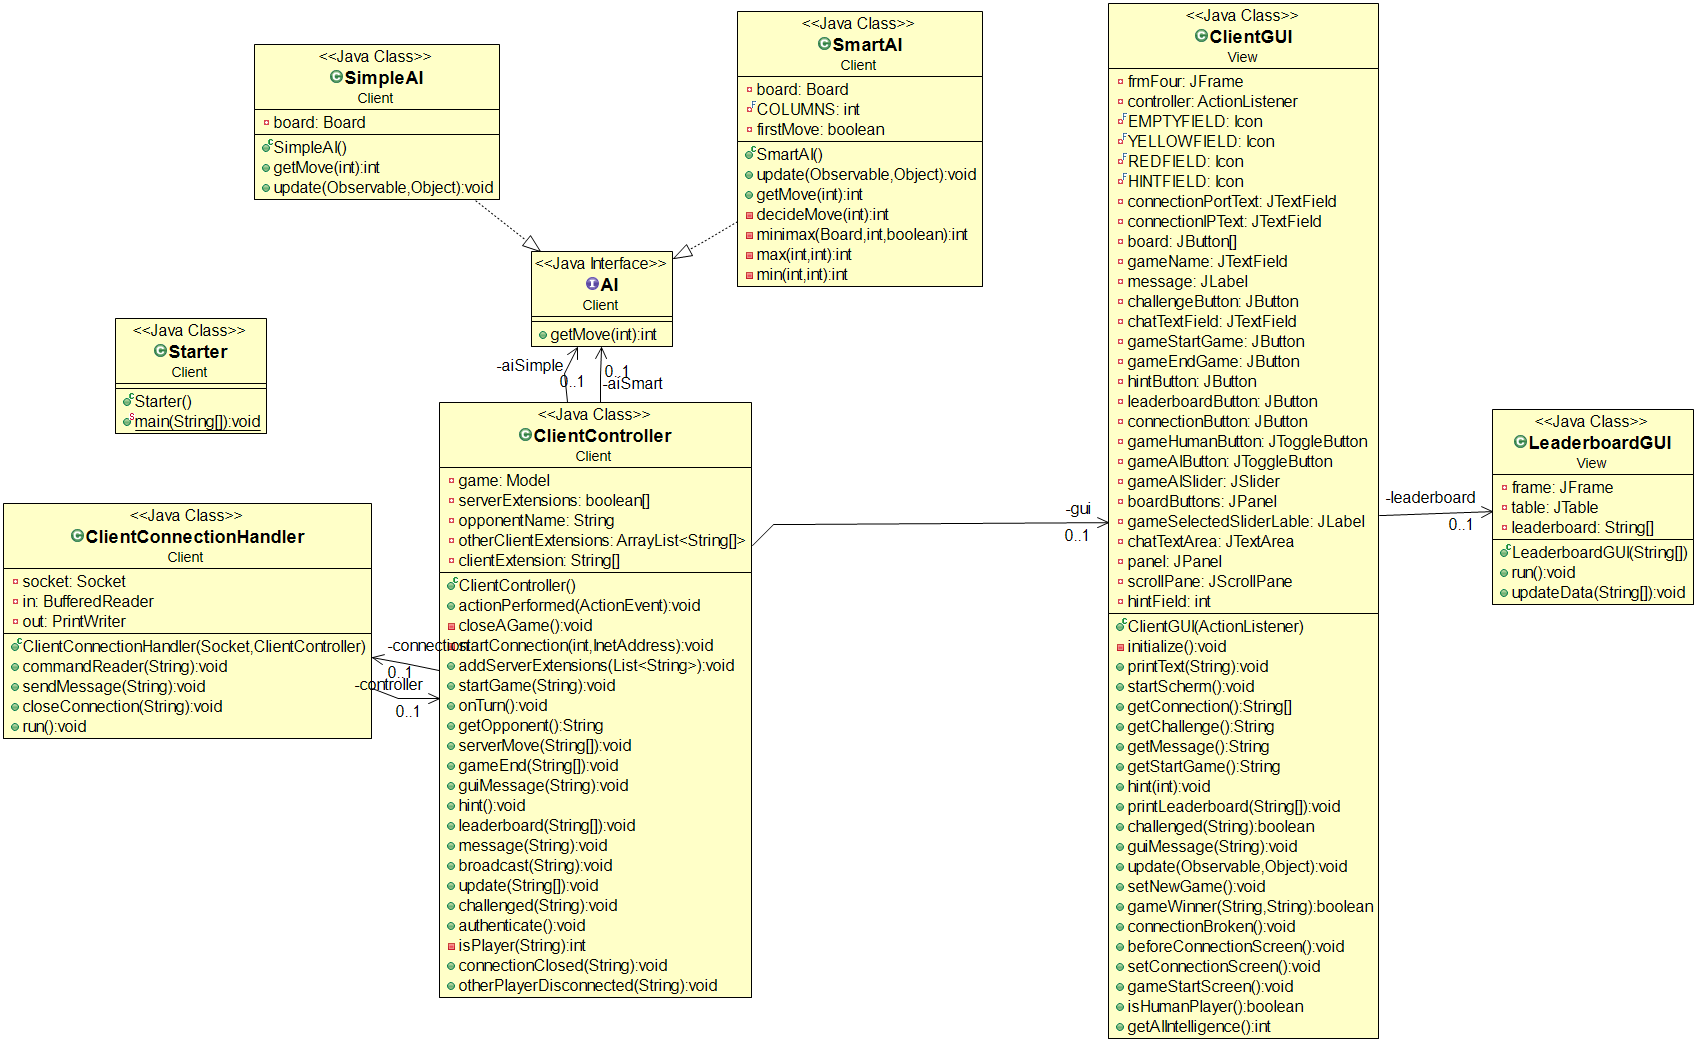 <<Java Class>>
SimpleAI
Client
board: Board
SimpleAI()
getMove(int):int
update(Observable,Object):void
<<Java Class>>
SmartAI
Client
board: Board
COLUMNS: int
firstMove: boolean
SmartAI()
update(Observable,Object):void
getMove(int):int
decideMove(int):int
minimax(Board,int,boolean):int
max(int,int):int
min(int,int):int
<<Java Interface>>
AI
Client
getMove(int):int
<<Java Class>>
Starter
Client
Starter()
main(String[]):void
-aiSimple
0..1
0..1
-aiSmart
<<Java Class>>
ClientController
Client
game: Model
serverExtensions: boolean[]
opponentName: String
otherClientExtensions: ArrayList<String[]>
clientExtension: String[]
ClientController()
actionPerformed(ActionEvent):void
closeAGame():void
startConnection(int,InetAddress):void
addServerExtensions(List<String>):void
startGame(String):void
onTurn():void
getOpponent():String
serverMove(String[]):void
gameEnd(String[]):void
guiMessage(String):void
hint():void
leaderboard(String[]):void
message(String):void
broadcast(String):void
update(String[]):void
challenged(String):void
authenticate():void
isPlayer(String):int
connectionClosed(String):void
otherPlayerDisconnected(String):void
<<Java Class>>
ClientConnectionHandler
Client
socket: Socket
in: BufferedReader
out: PrintWriter
ClientConnectionHandler(Socket,ClientController)
commandReader(String):void
sendMessage(String):void
closeConnection(String):void
run():void
-connection
0..1
-controller
0..1
-gui
0..1
<<Java Class>>
ClientGUI
View
frmFour: JFrame
controller: ActionListener
EMPTYFIELD: Icon
YELLOWFIELD: Icon
REDFIELD: Icon
HINTFIELD: Icon
connectionPortText: JTextField
connectionIPText: JTextField
board: JButton[]
gameName: JTextField
message: JLabel
challengeButton: JButton
chatTextField: JTextField
gameStartGame: JButton
gameEndGame: JButton
hintButton: JButton
leaderboardButton: JButton
connectionButton: JButton
gameHumanButton: JToggleButton
gameAIButton: JToggleButton
gameAISlider: JSlider
boardButtons: JPanel
gameSelectedSliderLable: JLabel
chatTextArea: JTextArea
panel: JPanel
scrollPane: JScrollPane
hintField: int
ClientGUI(ActionListener)
initialize():void
printText(String):void
startScherm():void
getConnection():String[]
getChallenge():String
getMessage():String
getStartGame():String
hint(int):void
printLeaderboard(String[]):void
challenged(String):boolean
guiMessage(String):void
update(Observable,Object):void
setNewGame():void
gameWinner(String,String):boolean
connectionBroken():void
beforeConnectionScreen():void
setConnectionScreen():void
gameStartScreen():void
isHumanPlayer():boolean
getAIIntelligence():int
-leaderboard
0..1
<<Java Class>>
LeaderboardGUI
View
frame: JFrame
table: JTable
leaderboard: String[]
LeaderboardGUI(String[])
run():void
updateData(String[]):void